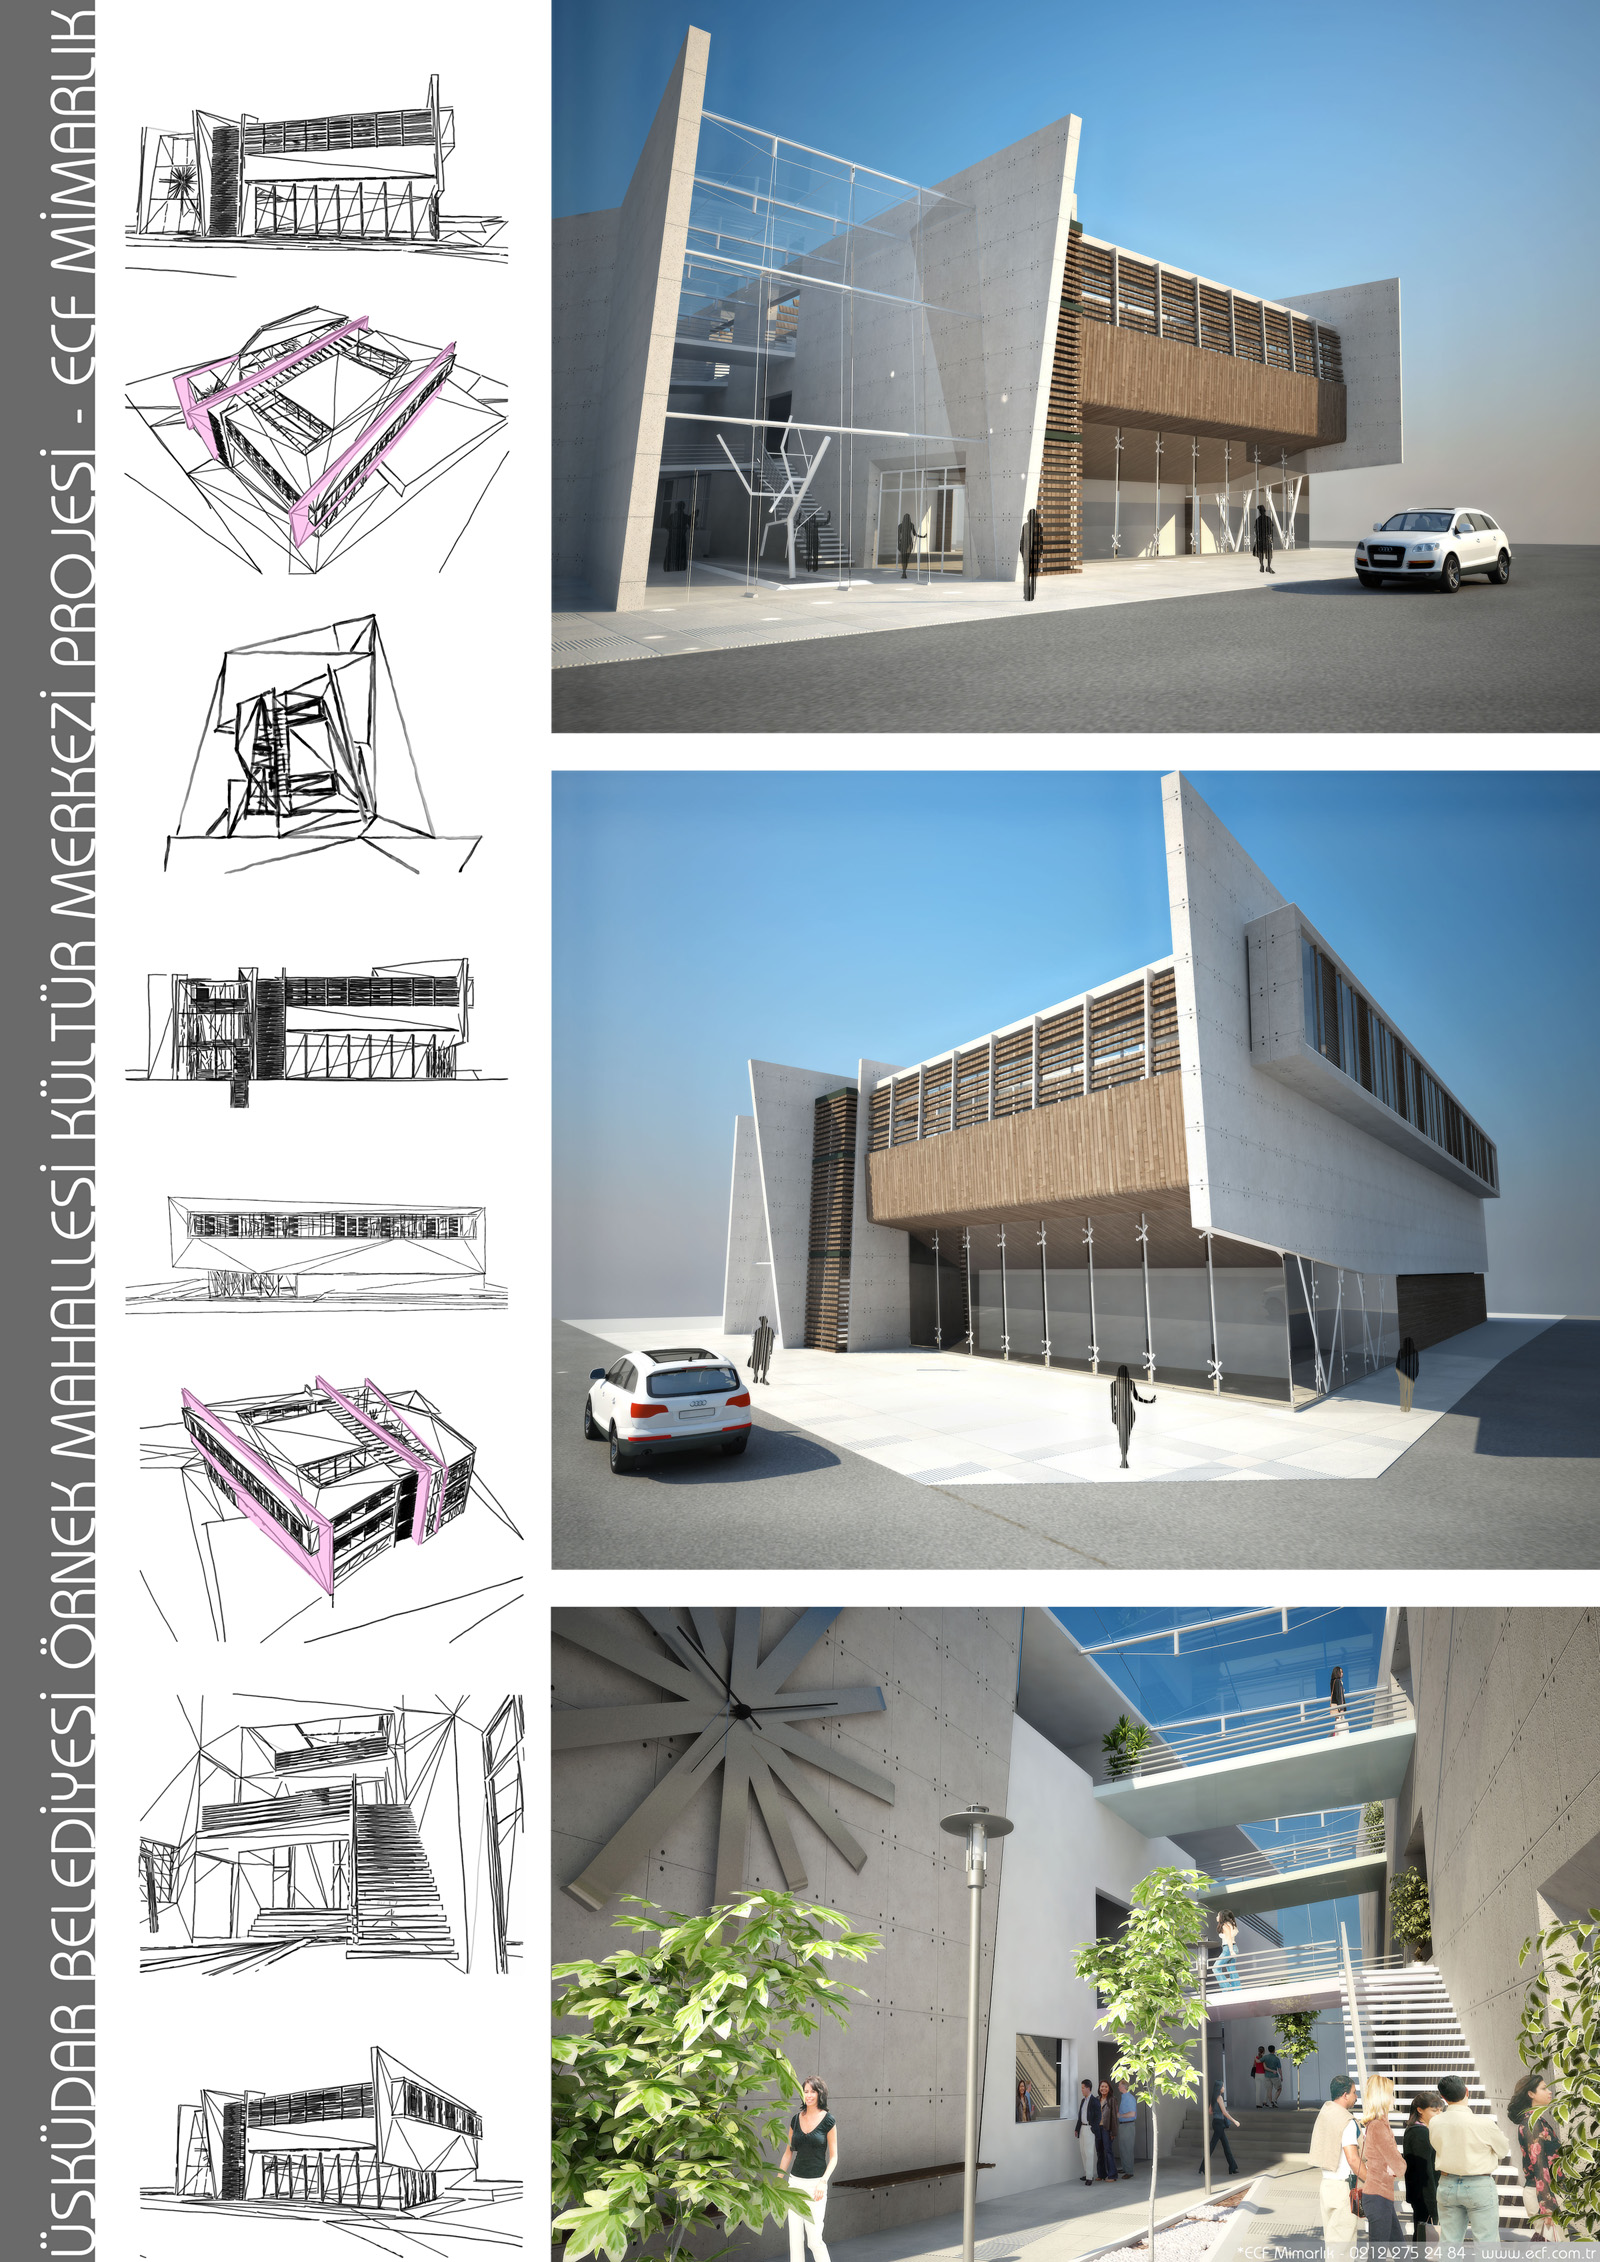 ÜSKÜDAR BELEDİYESİ ÖRNEK MAHALLESİ KÜLTÜR MERKEZİ PROJESİ - ECF MİMARLIK
*ECF Mimarlık - 0212 275 24 84 - www.ecf.com.tr